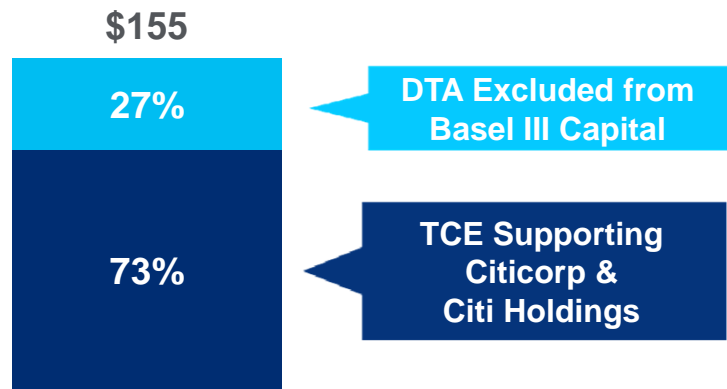 $155
27%
DTA Excluded from
Basel III Capital
73%
TCE Supporting
Citicorp &
Citi Holdings